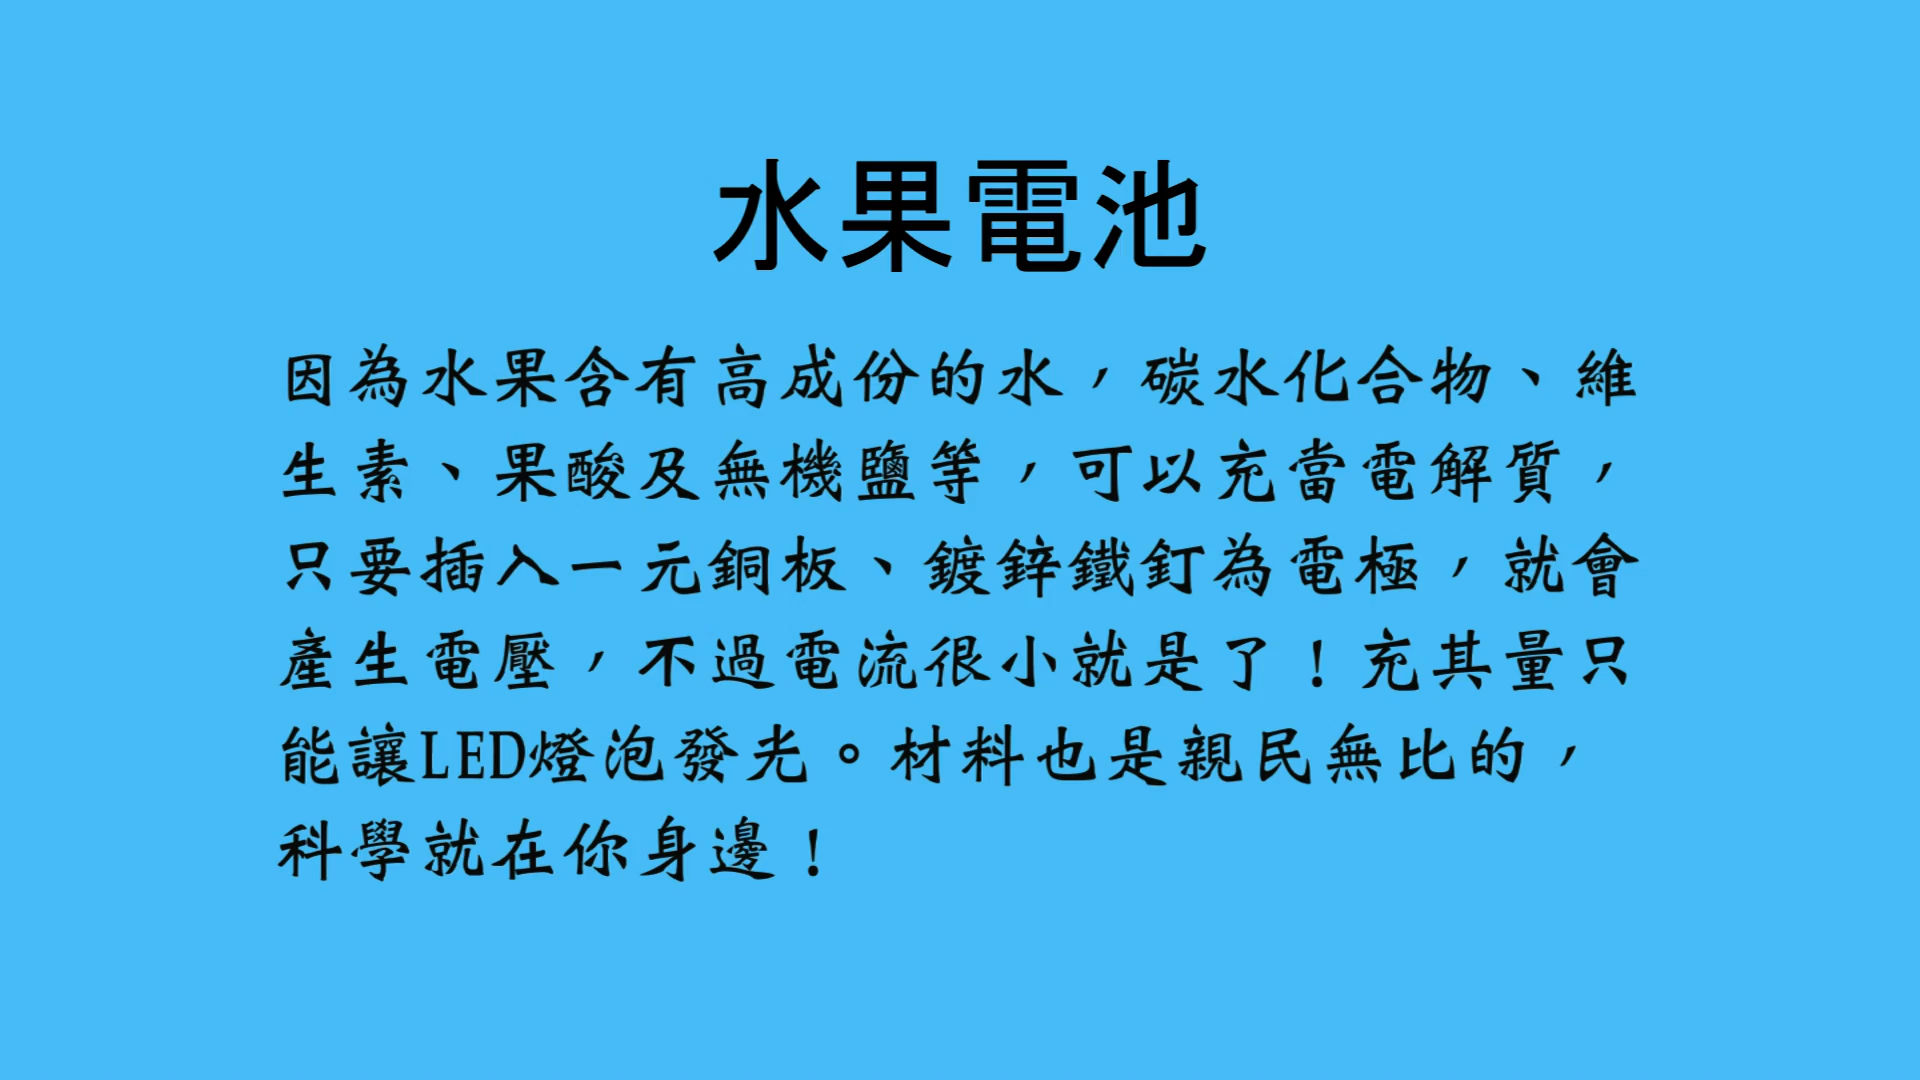 水果電池
因為水果含有高成份的水，碳水化合物、維
生素、果酸及無機鹽等，可以充當電解質，
只要插入一元銅板、鍍鋅鐵釘為電極，就會
產生電壓，不過電流很小就是了！充其量只
能讓LED燈泡發光。材料也是親民無比的，
科學就在你身邊！